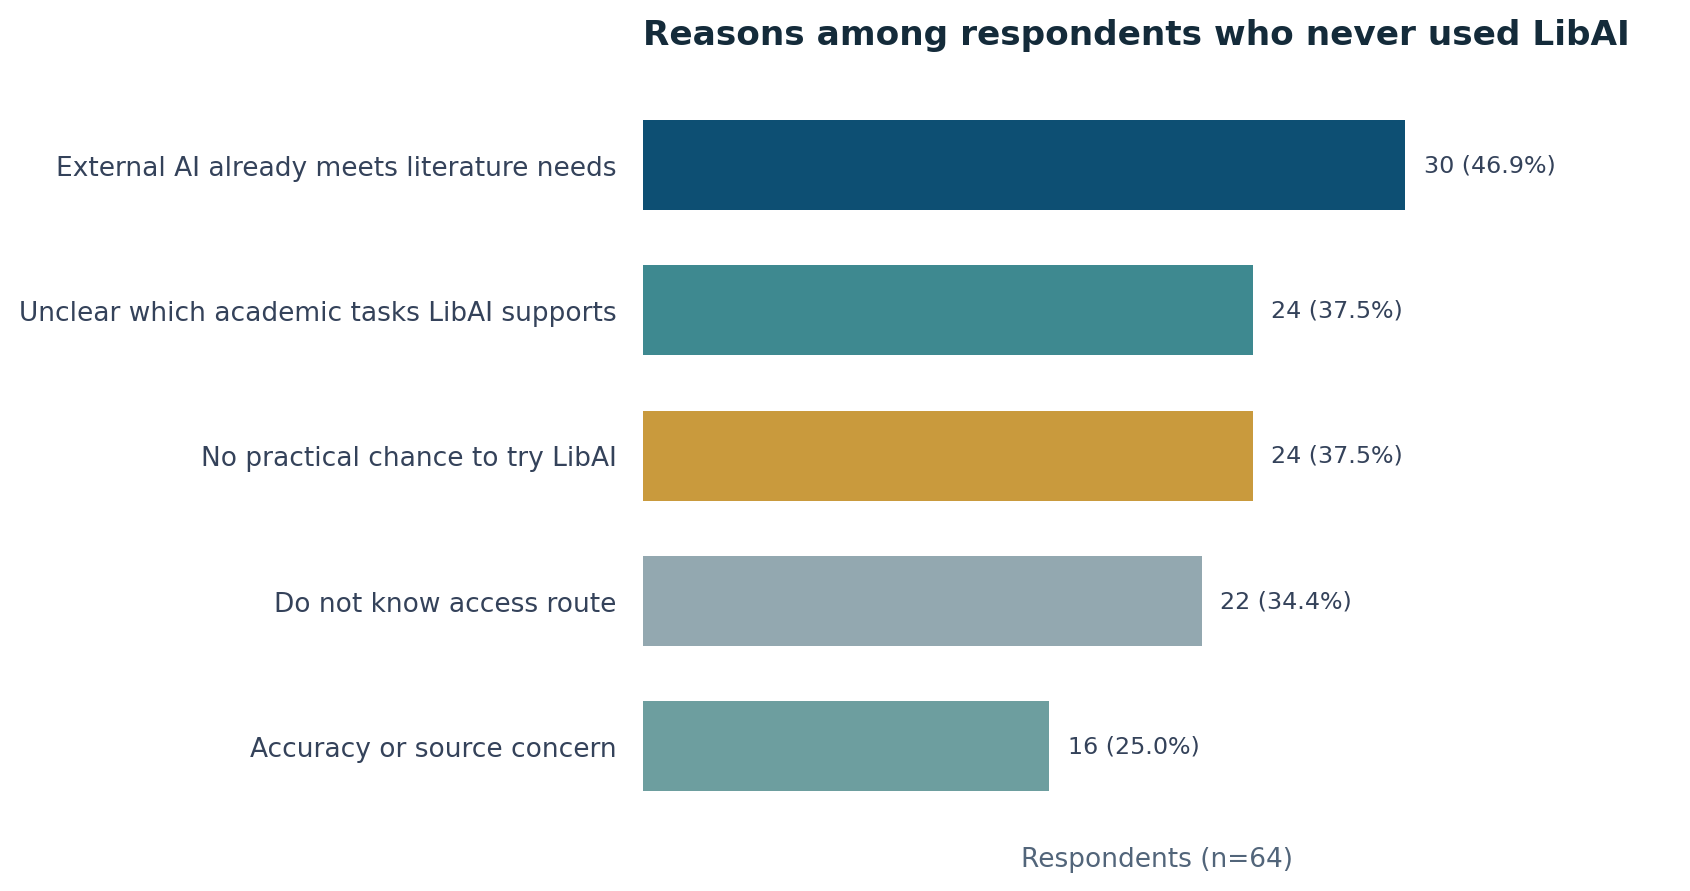 Reasons among respondents who never used LibAI
External AI already meets literature needs
30 (46.9%)
Unclear which academic tasks LibAI supports
24 (37.5%)
No practical chance to try LibAI
24 (37.5%)
Do not know access route
22 (34.4%)
Accuracy or source concern
16 (25.0%)
Respondents (n=64)